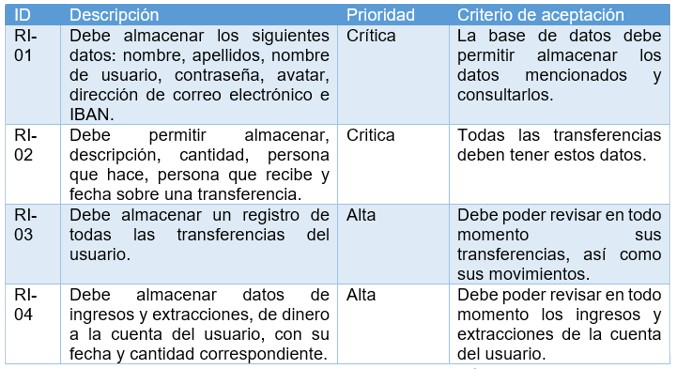 ID Descripción Prioridad Criterio de aceptación
RI-
01
Debe almacenar los siguientes
datos: nombre, apellidos, nombre
de usuario, contraseña, avatar,
dirección de correo electrónico e
IBAN.
Crítica
La base de datos debe
permitir almacenar los
datos mencionados y
consultarlos.
RI-
02
Debe permitir almacenar,
descripción, cantidad, persona
que hace, persona que recibe y
fecha sobre una transferencia.
Critica
Todas las transferencias
deben tener estos datos.
RI-
03
Debe almacenar un registro de
todas las transferencias del
usuario.
Alta
Debe poder revisar en todo
momento sus
transferencias, así como
sus movimientos.
RI-
04
Debe almacenar datos de
ingresos y extracciones, de dinero
a la cuenta del usuario, con su
fecha y cantidad correspondiente.
Alta
Debe poder revisar en todo
momento los ingresos y
extracciones de la cuenta
del usuario.